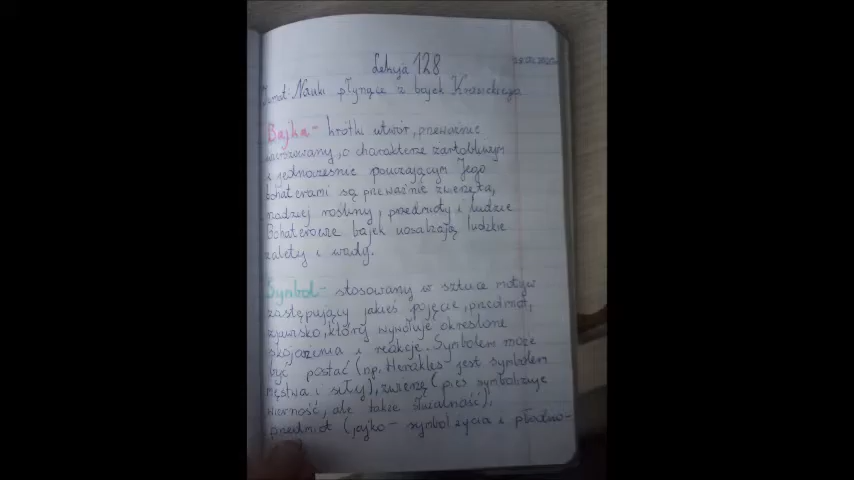 Lekcja 128
Temat: Nauki płynące z bajek Krasickiego
Bajka - krótki utwór, przeważnie
wierszowany, o charakterze żartobliwym
i jednocześnie pouczającym. Jego
bohaterami są przeważnie zwierzęta,
rzadziej rośliny, przedmioty i ludzie
Bohaterowie bajek uosabiają ludzkie
zalety i wady.
Symbol - stosowany w sztuce motyw
zastępujący jakieś pojęcie, przedmiot,
zjawisko, który wywołuje określone
skojarzenia i reakcje. Symbolem może
być postać (np. Herakles - jest symbolem
męstwa i siły), zwierzę (pies symbolizuje
wierność, ale także służalność),
przedmiot (jajko - symbol życia i płodno-